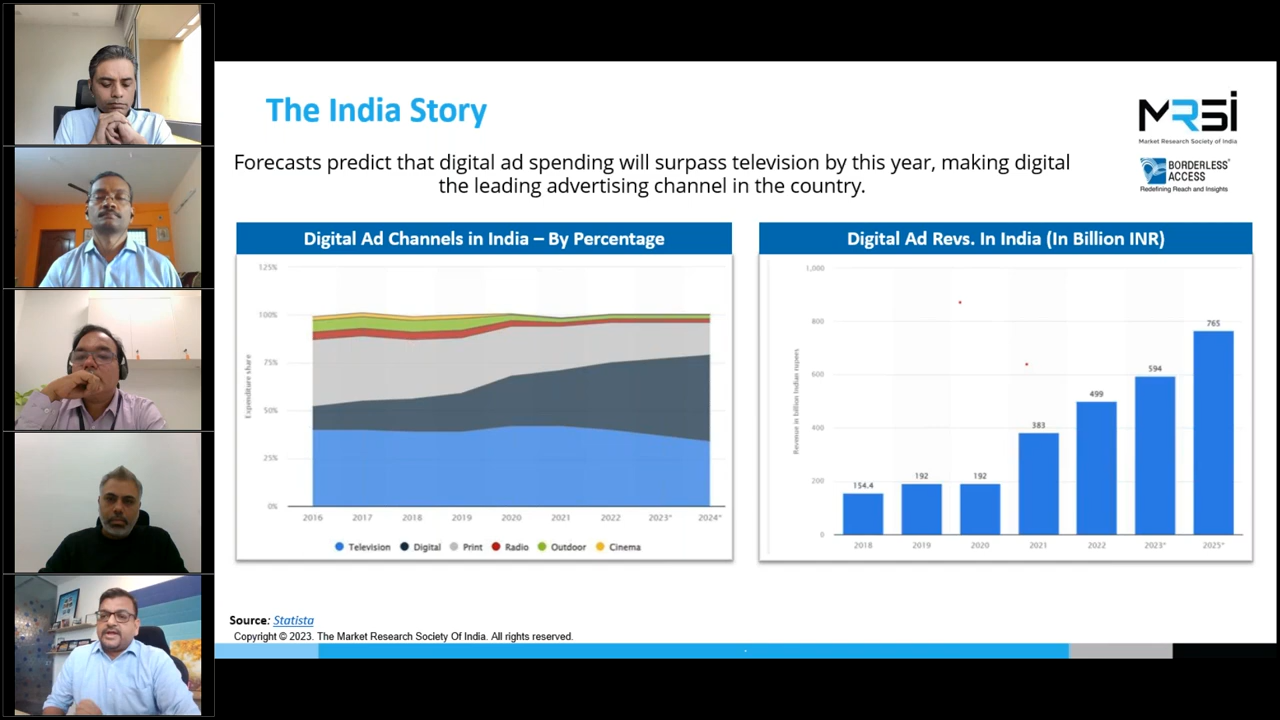 The India Story
MRSI
Market Research Society of India
BORDERLESS
ACCESS
Redefining Reach and Insights
Forecasts predict that digital ad spending will surpass television by this year, making digital
the leading advertising channel in the country.
Digital Ad Channels in India – By Percentage
125%
100%
75%
50%
25%
0%
Expenditure share
2016 2017 2018 2019 2020 2021 2022 2023* 2024*
Television Digital Print Radio Outdoor Cinema
Digital Ad Revs. In India (In Billion INR)
1,000
800
600
400
200
0
Revenue in billion Indian rupees
154.4 192 192 383 499 594 765
2018 2019 2020 2021 2022 2023* 2025*
Source: Statista
Copyright © 2023. The Market Research Society Of India. All rights reserved.